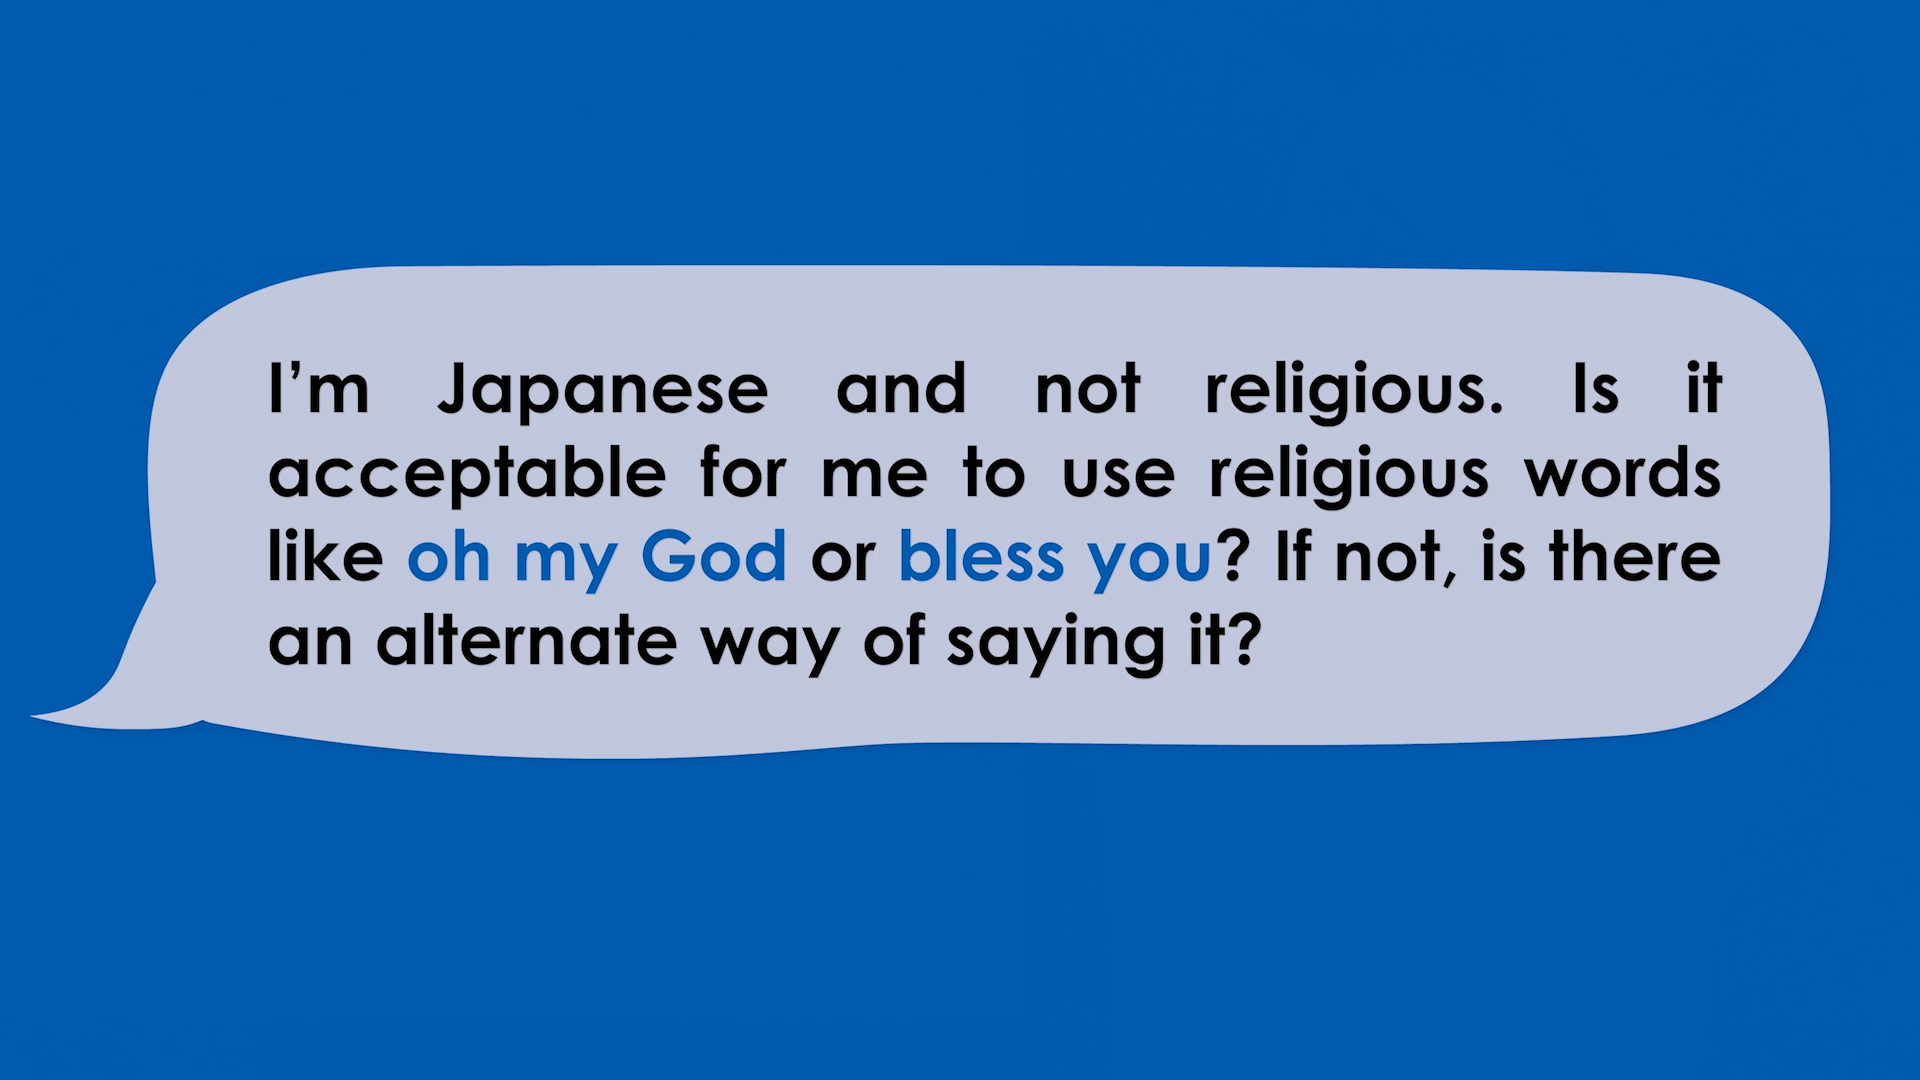 I’m Japanese and not religious. Is it
acceptable for me to use religious words
like oh my God or bless you? If not, is there
an alternate way of saying it?